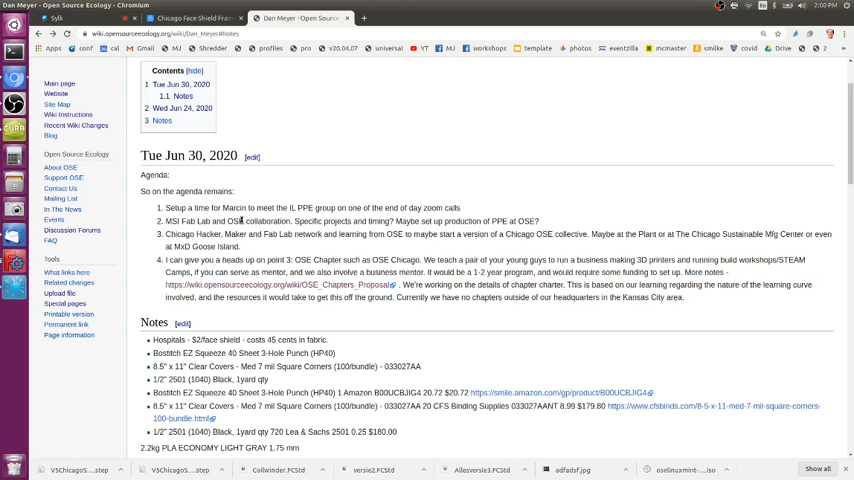 Dan Meyer - Open Source Ecology - Chromium
2:00 PM
Sylk
Chicago Face Shield Fram
Dan Meyer - Open Source
wiki.opensourceecology.org/wiki/Dan_Meyer#Notes
Apps conf cal Gmail MJ Shredder profiles pro v20.04.07 universal YT MJ workshops template photos eventzilla mcmaster smilke covid Drive 2
Main page
Website
Site Map
Wiki Instructions
Recent Wiki Changes
Blog
Open Source Ecology
About OSE
Support OSE
Contact Us
Mailing List
In The News
Events
Discussion Forums
FAQ
Tools
What links here
Related changes
Upload file
Special pages
Printable version
Permanent link
Page information
Contents [hide]
1 Tue Jun 30, 2020
1.1 Notes
2 Wed Jun 24, 2020
3 Notes
Tue Jun 30, 2020 [edit]
Agenda:
So on the agenda remains:
1. Setup a time for Marcin to meet the IL PPE group on one of the end of day zoom calls
2. MSI Fab Lab and OSE collaboration. Specific projects and timing? Maybe set up production of PPE at OSE?
3. Chicago Hacker, Maker and Fab Lab network and learning from OSE to maybe start a version of a Chicago OSE collective. Maybe at the Plant or at The Chicago Sustainable Mfg Center or even
at MxD Goose Island.
4. I can give you a heads up on point 3: OSE Chapter such as OSE Chicago. We teach a pair of your young guys to run a business making 3D printers and running build workshops/STEAM
Camps, if you can serve as mentor, and we also involve a business mentor. It would be a 1-2 year program, and would require some funding to set up. More notes -
https://wiki.opensourceecology.org/wiki/OSE_Chapters_Proposal . We're working on the details of chapter charter. This is based on our learning regarding the nature of the learning curve
involved, and the resources it would take to get this off the ground. Currently we have no chapters outside of our headquarters in the Kansas City area.
Notes [edit]
• Hospitals - $2/face shield - costs 45 cents in fabric.
• Bostitch EZ Squeeze 40 Sheet 3-Hole Punch (HP40)
• 8.5" x 11" Clear Covers - Med 7 mil Square Corners (100/bundle) - 033027AA
• 1/2" 2501 (1040) Black, 1yard qty
• Bostitch EZ Squeeze 40 Sheet 3-Hole Punch (HP40) 1 Amazon B00UCBJIG4 20.72 $20.72 https://smile.amazon.com/gp/product/B00UCBJIG4
• 8.5" x 11" Clear Covers - Med 7 mil Square Corners (100/bundle) - 033027AA 20 CFS Binding Supplies 033027AANT 8.99 $179.80 https://www.cfsbinds.com/8-5-x-11-med-7-mil-square-corners-
100-bundle.html
• 1/2" 2501 (1040) Black, 1yard qty 720 Lea & Sachs 2501 0.25 $180.00
2.2kg PLA ECONOMY LIGHT GRAY 1.75 mm
V5ChicagoS....step
V5ChicagoS....step
Coilwinder.FCStd
versie2.FCStd
Ailesversie3.FCStd
adfadsf.jpg
oselinuxmint-....iso
Show all